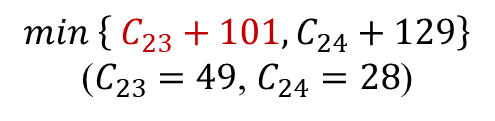 min { C₂₃ + 101, C₂₄ + 129}
(C₂₃ = 49, C₂₄ = 28)